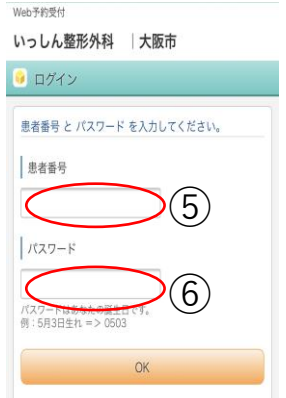 Web予約受付
いっしん整形外科 ｜大阪市
ログイン
患者番号 と パスワード を入力してください。
患者番号
⑤
パスワード
⑥
パスワードはあなたの誕生日です。
例：5月3日生れ => 0503
OK